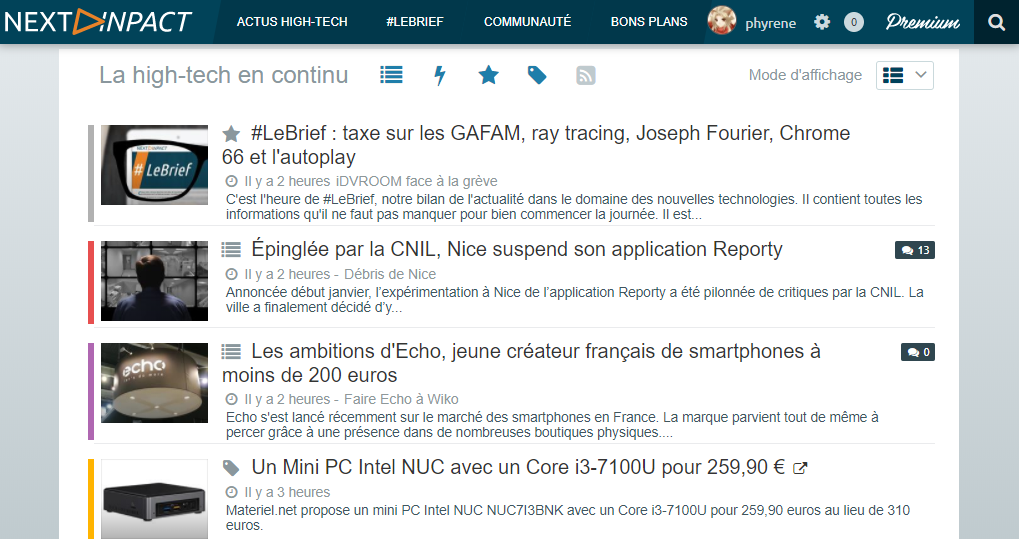 NEXT INPACT ACTUS HIGH-TECH #LEBRIEF COMMUNAUTÉ BONS PLANS phyrene 0 Premium
La high-tech en continu Mode d'affichage
NEXT INPACT
# LeBrief
#LeBrief : taxe sur les GAFAM, ray tracing, Joseph Fourier, Chrome
66 et l'autoplay
Il y a 2 heures iDVROOM face à la grève
C'est l'heure de #LeBrief, notre bilan de l'actualité dans le domaine des nouvelles technologies. Il contient toutes les
informations qu'il ne faut pas manquer pour bien commencer la journée. Il est...
Épinglée par la CNIL, Nice suspend son application Reporty 13
Il y a 2 heures - Débris de Nice
Annoncée début janvier, l'expérimentation à Nice de l'application Reporty a été pilonnée de critiques par la CNIL. La
ville a finalement décidé d'y...
echo
Les ambitions d'Echo, jeune créateur français de smartphones à 0
moins de 200 euros
Il y a 2 heures - Faire Echo à Wiko
Echo s'est lancé récemment sur le marché des smartphones en France. La marque parvient tout de même à
percer grâce à une présence dans de nombreuses boutiques physiques....
Un Mini PC Intel NUC avec un Core i3-7100U pour 259,90 €
Il y a 3 heures
Materiel.net propose un mini PC Intel NUC NUC7I3BNK avec un Core i3-7100U pour 259,90 euros au lieu de 310
euros.